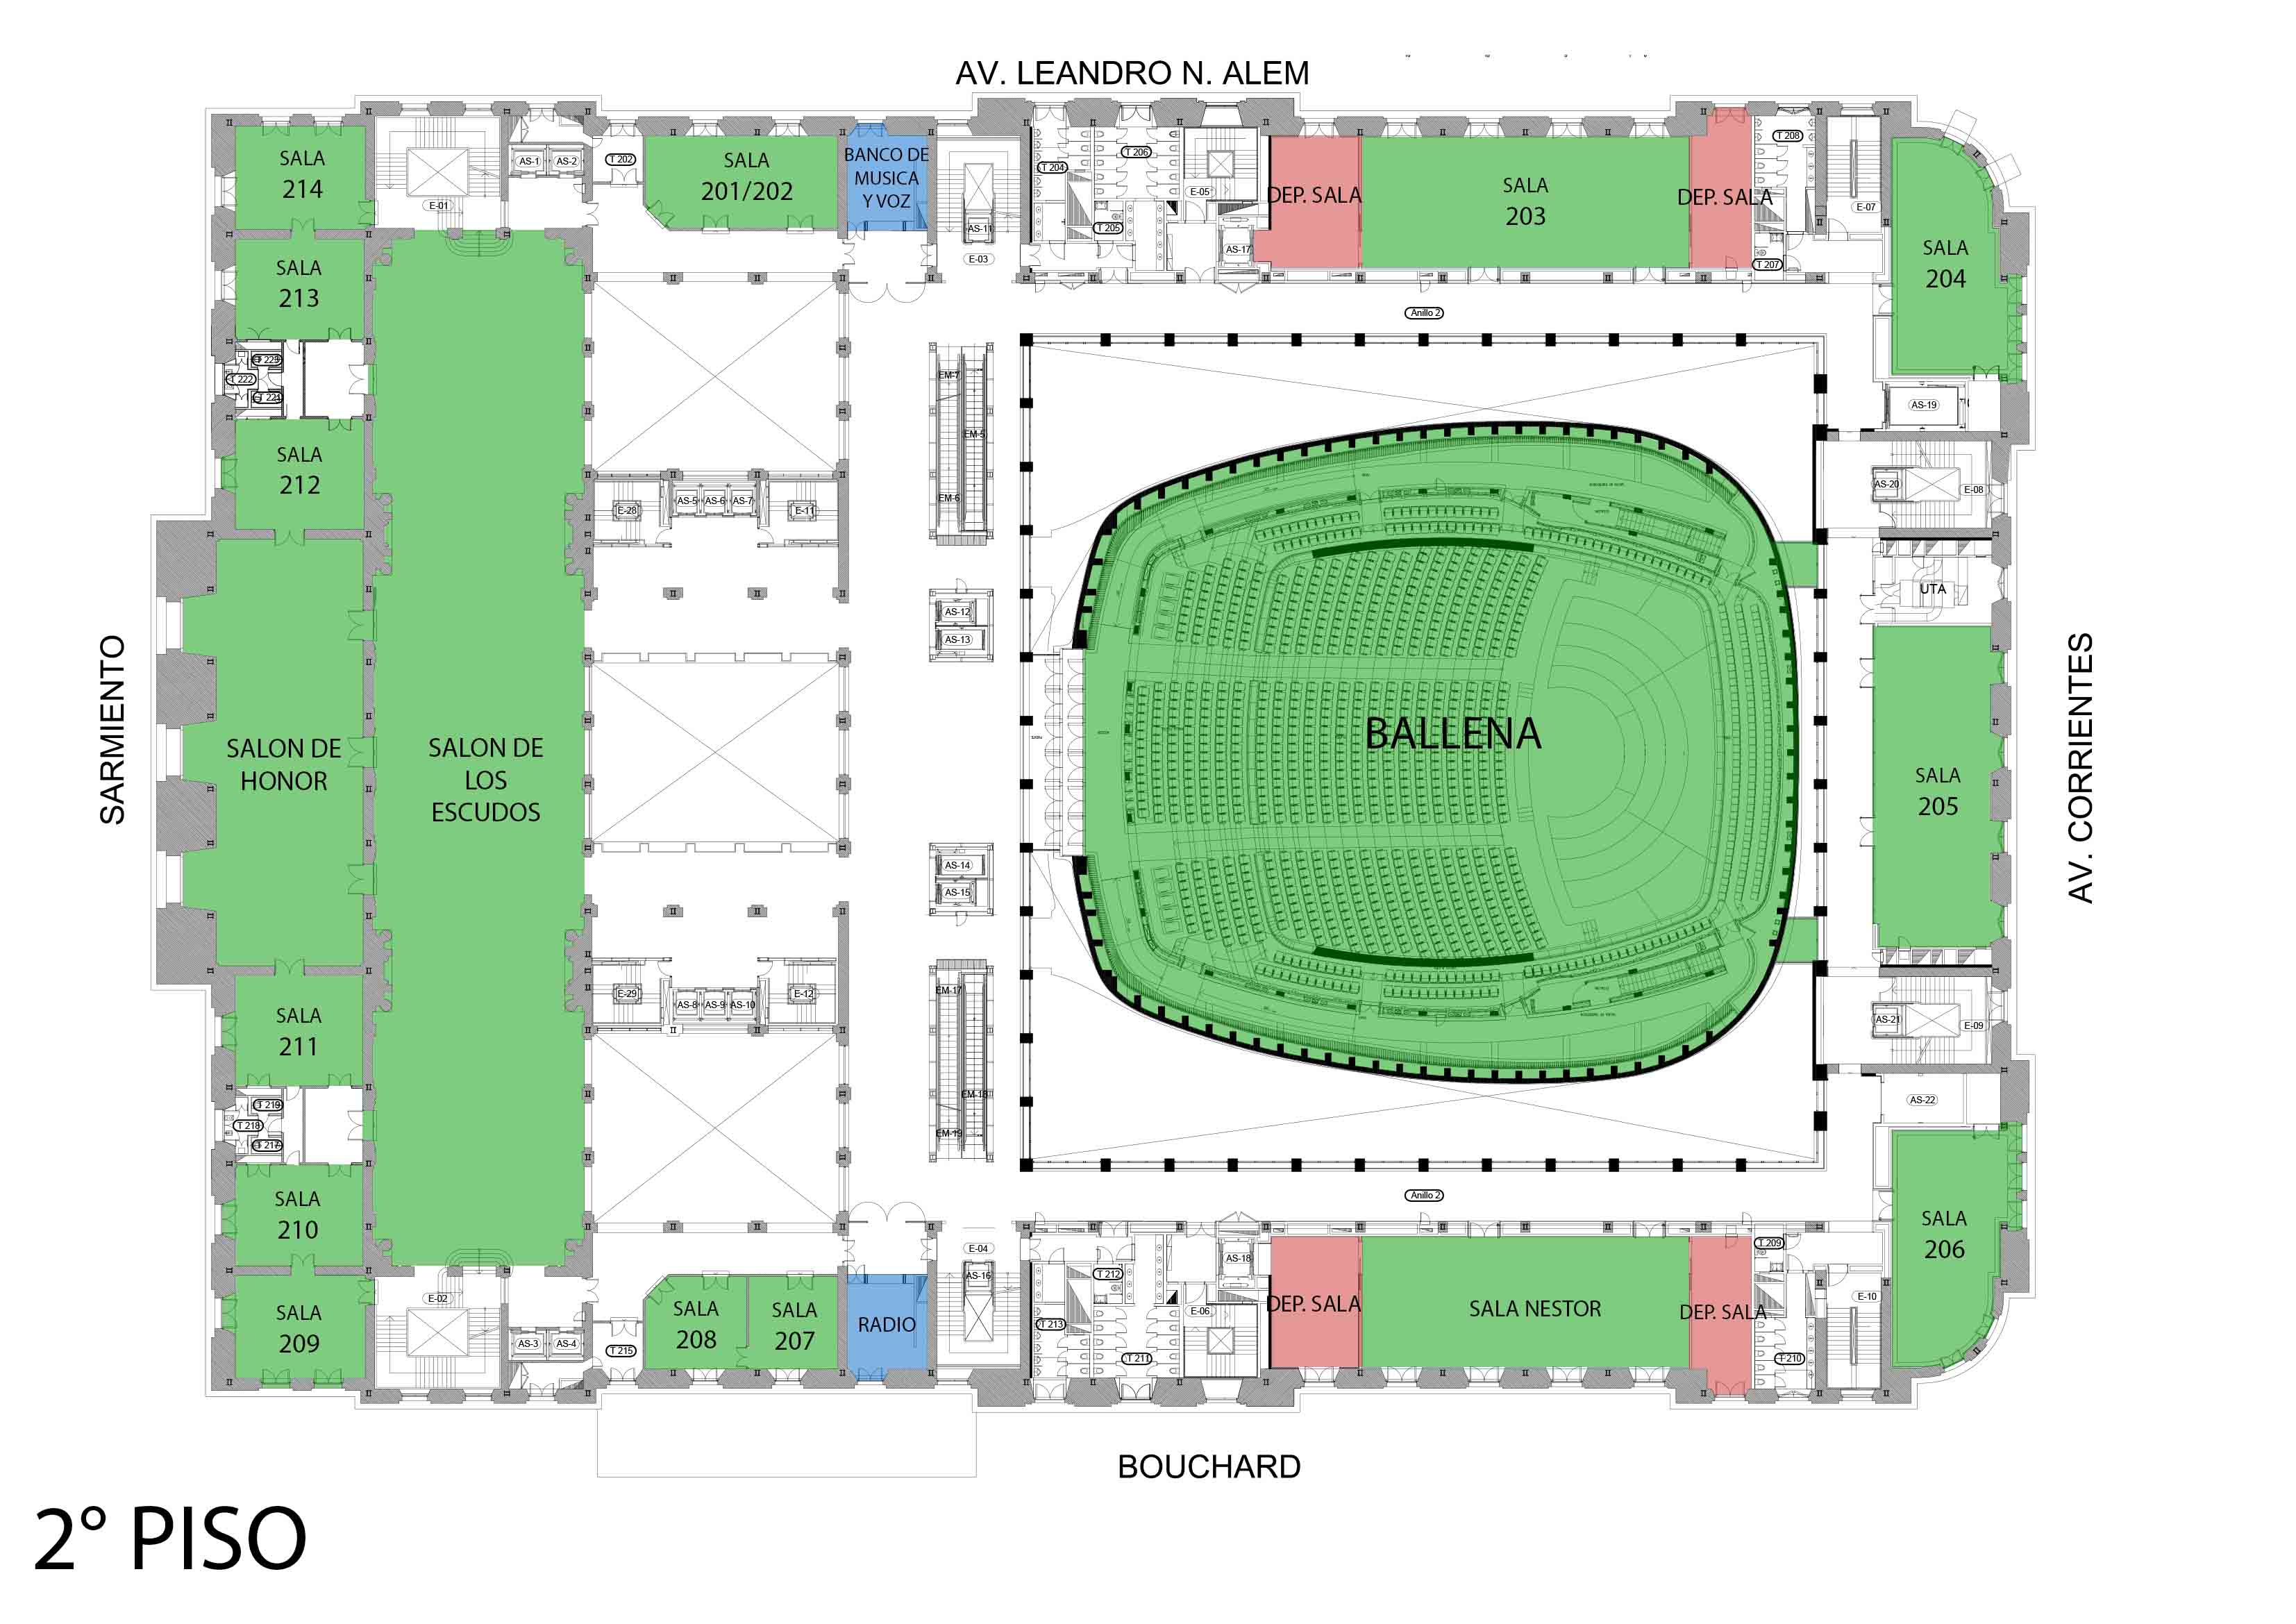 AV. LEANDRO N. ALEM
SALA
214
E-01
AS-1
AS-2
T 202
SALA
201/202
BANCO DE
MUSICA
Y VOZ
AS-11
E-03
T 204
T 206
T 205
E-05
AS-17
DEP. SALA
SALA
203
DEP. SALA
T 208
T 207
E-07
SALA
204
SALA
213
Anillo 2
T 222
SALA
212
EM-7
EM-5
EM-6
AS-19
E-28
AS-5
AS-6
AS-7
E-11
AS-20
E-08
AS-12
AS-13
UTA
SARMIENTO
SALON DE
HONOR
SALON DE
LOS
ESCUDOS
BALLENA
SALA
205
AV. CORRIENTES
AS-14
AS-15
E-29
AS-8
AS-9
AS-10
E-12
EM-17
EM-18
EM-19
AS-21
E-09
SALA
211
AS-22
T 219
T 218
T 217
SALA
210
Anillo 2
SALA
206
SALA
209
E-02
AS-3
AS-4
T 215
SALA
208
SALA
207
RADIO
E-04
AS-16
T 212
T 213
T 211
E-06
AS-18
DEP. SALA
SALA NESTOR
DEP. SALA
T 209
T 210
E-10
BOUCHARD
2° PISO